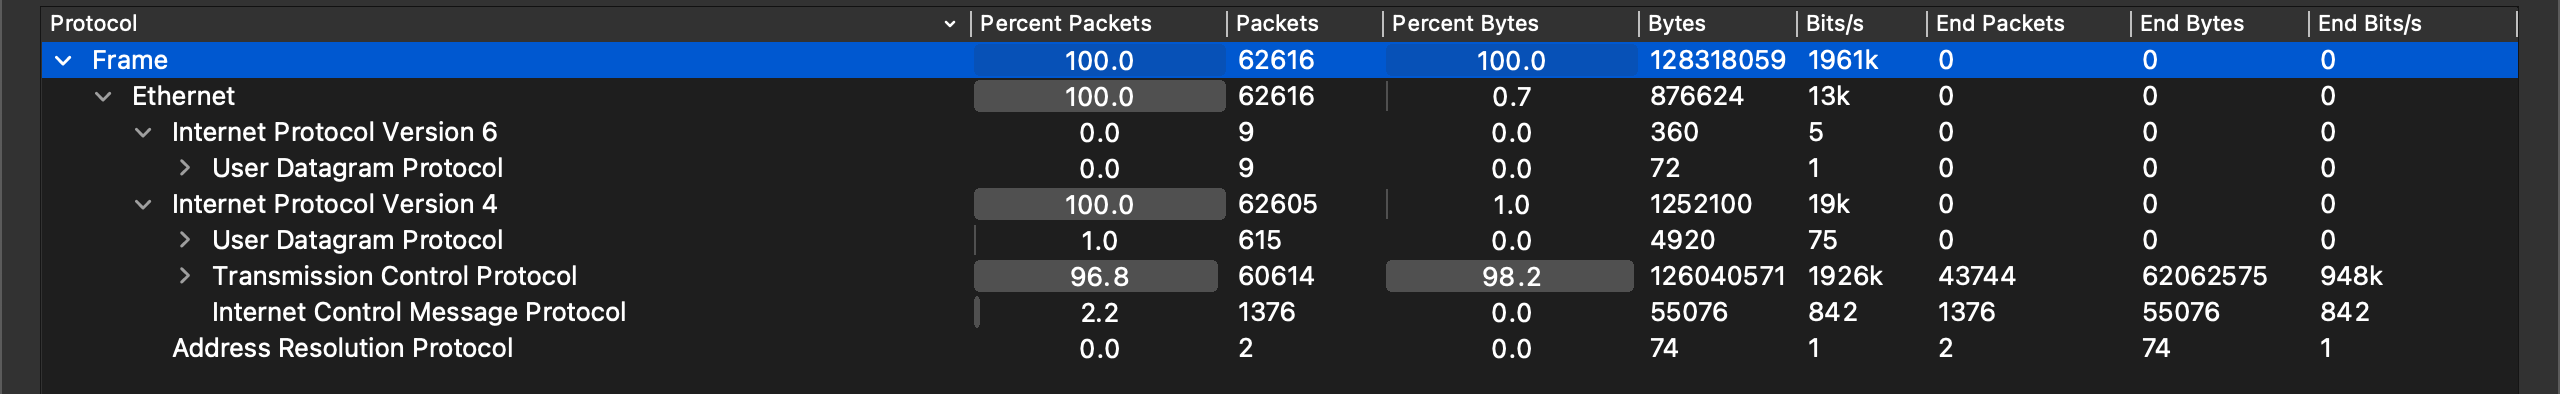 Protocol Percent Packets Packets Percent Bytes Bytes Bits/s End Packets End Bytes End Bits/s
Frame 100.0 62616 100.0 128318059 1961k 0 0 0
Ethernet 100.0 62616 0.7 876624 13k 0 0 0
Internet Protocol Version 6 0.0 9 0.0 360 5 0 0 0
User Datagram Protocol 0.0 9 0.0 72 1 0 0 0
Internet Protocol Version 4 100.0 62605 1.0 1252100 19k 0 0 0
User Datagram Protocol 1.0 615 0.0 4920 75 0 0 0
Transmission Control Protocol 96.8 60614 98.2 126040571 1926k 43744 62062575 948k
Internet Control Message Protocol 2.2 1376 0.0 55076 842 1376 55076 842
Address Resolution Protocol 0.0 2 0.0 74 1 2 74 1